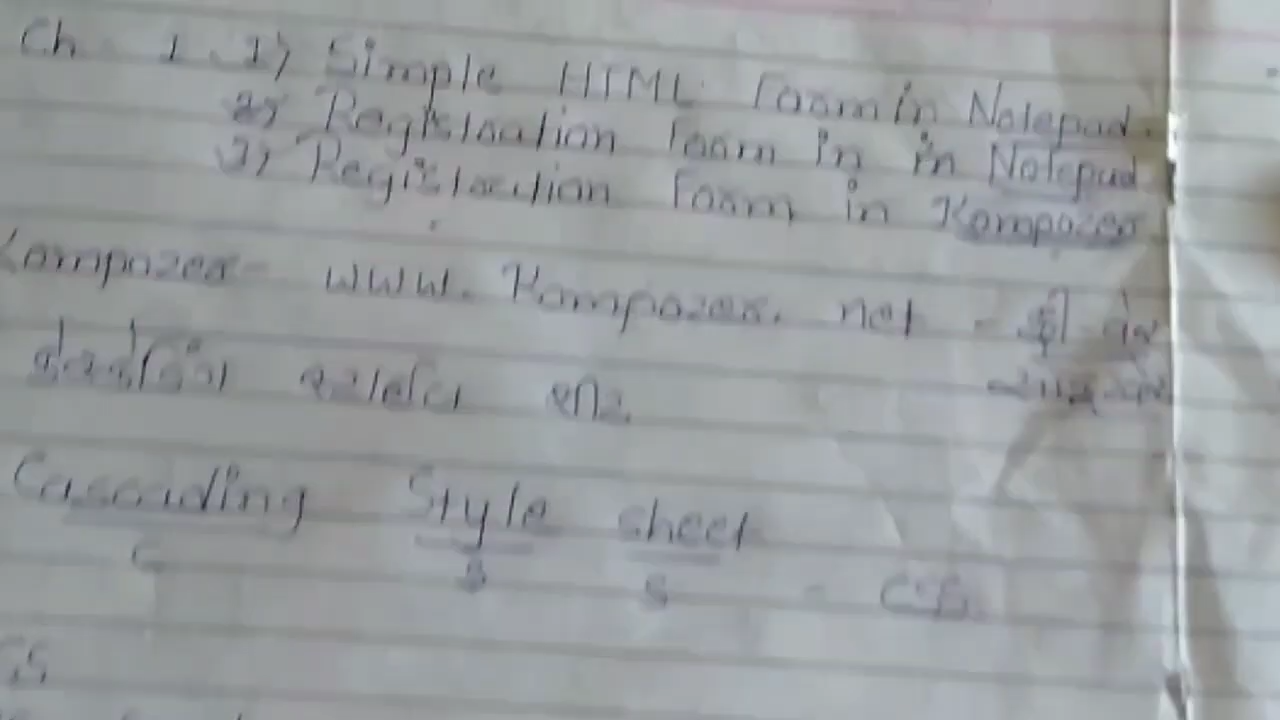 Ch 1 1) Simple HTML Form in Notepad.
2) Registration Form in in Notepad
3) Registration Form in Kompozer
Kompozer - www. Kompozer. net - ફ્રી વેબ
Cascading Style sheet
C S S - CSS